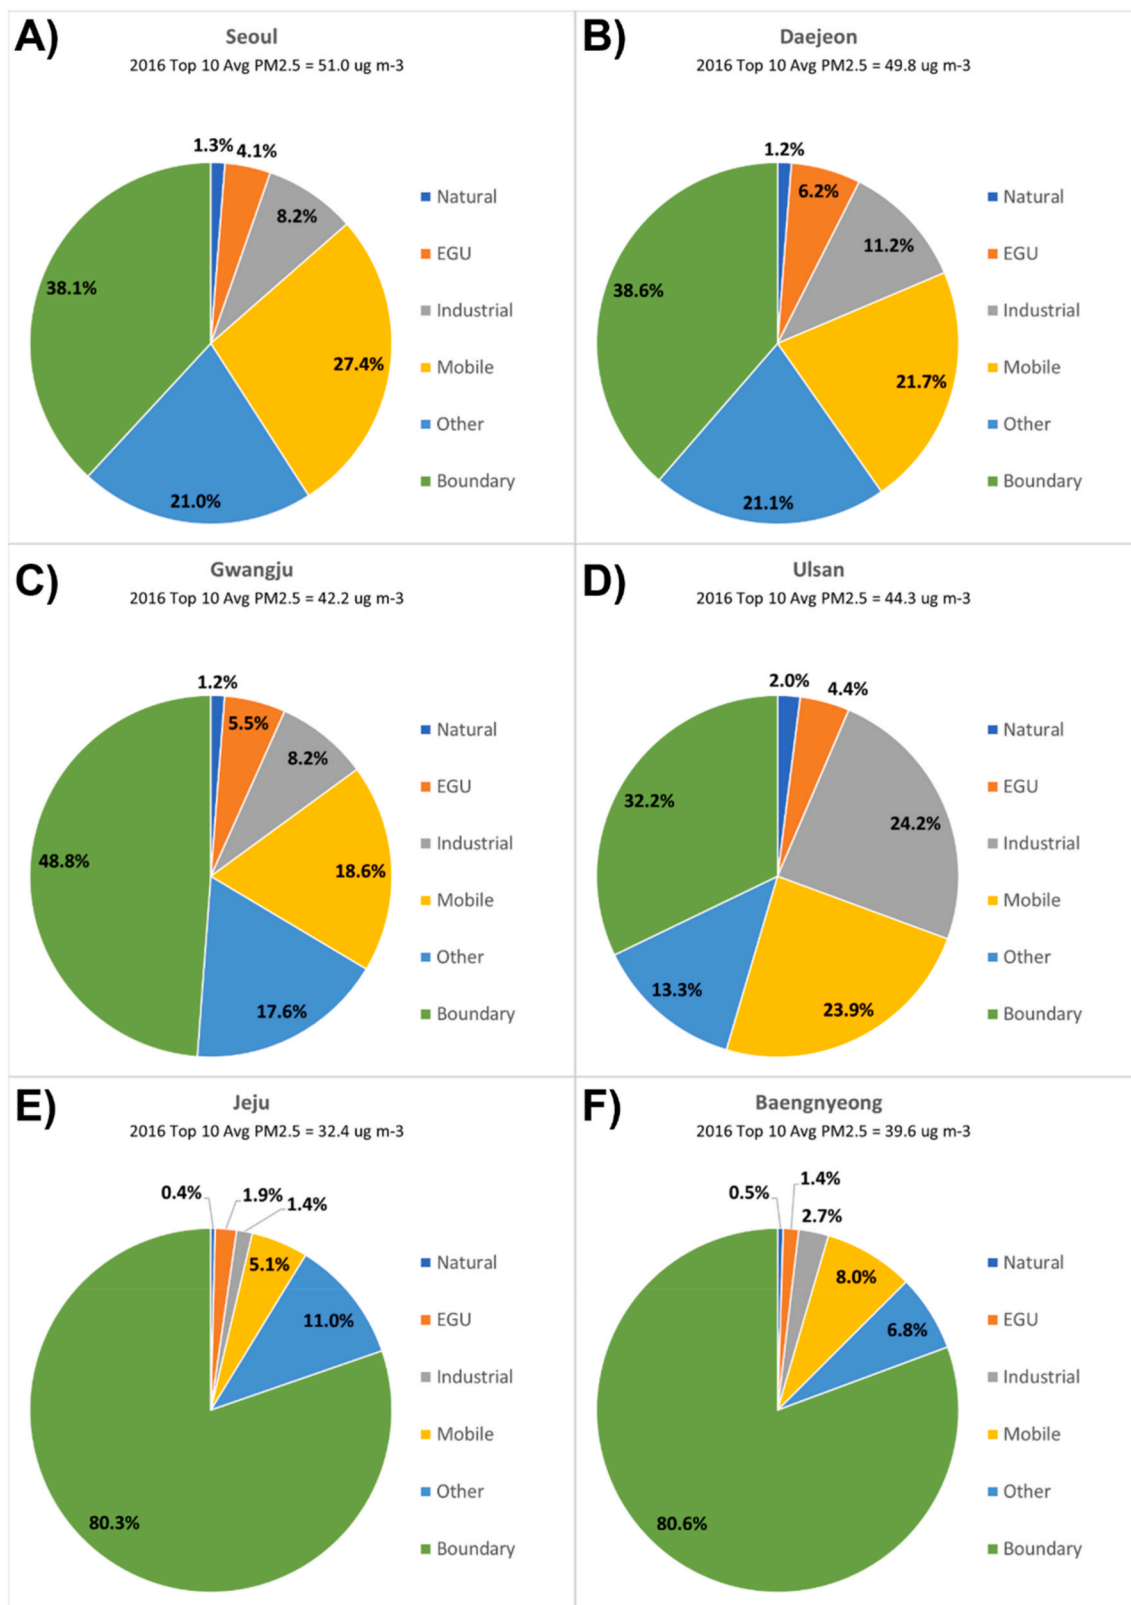 A)
Seoul
2016 Top 10 Avg PM2.5 = 51.0 ug m-3
1.3%
4.1%
8.2%
27.4%
21.0%
38.1%
Natural
EGU
Industrial
Mobile
Other
Boundary
B)
Daejeon
2016 Top 10 Avg PM2.5 = 49.8 ug m-3
1.2%
6.2%
11.2%
21.7%
21.1%
38.6%
Natural
EGU
Industrial
Mobile
Other
Boundary
C)
Gwangju
2016 Top 10 Avg PM2.5 = 42.2 ug m-3
1.2%
5.5%
8.2%
18.6%
17.6%
48.8%
Natural
EGU
Industrial
Mobile
Other
Boundary
D)
Ulsan
2016 Top 10 Avg PM2.5 = 44.3 ug m-3
2.0%
4.4%
24.2%
23.9%
13.3%
32.2%
Natural
EGU
Industrial
Mobile
Other
Boundary
E)
Jeju
2016 Top 10 Avg PM2.5 = 32.4 ug m-3
0.4%
1.9%
1.4%
5.1%
11.0%
80.3%
Natural
EGU
Industrial
Mobile
Other
Boundary
F)
Baengnyeong
2016 Top 10 Avg PM2.5 = 39.6 ug m-3
0.5%
1.4%
2.7%
8.0%
6.8%
80.6%
Natural
EGU
Industrial
Mobile
Other
Boundary